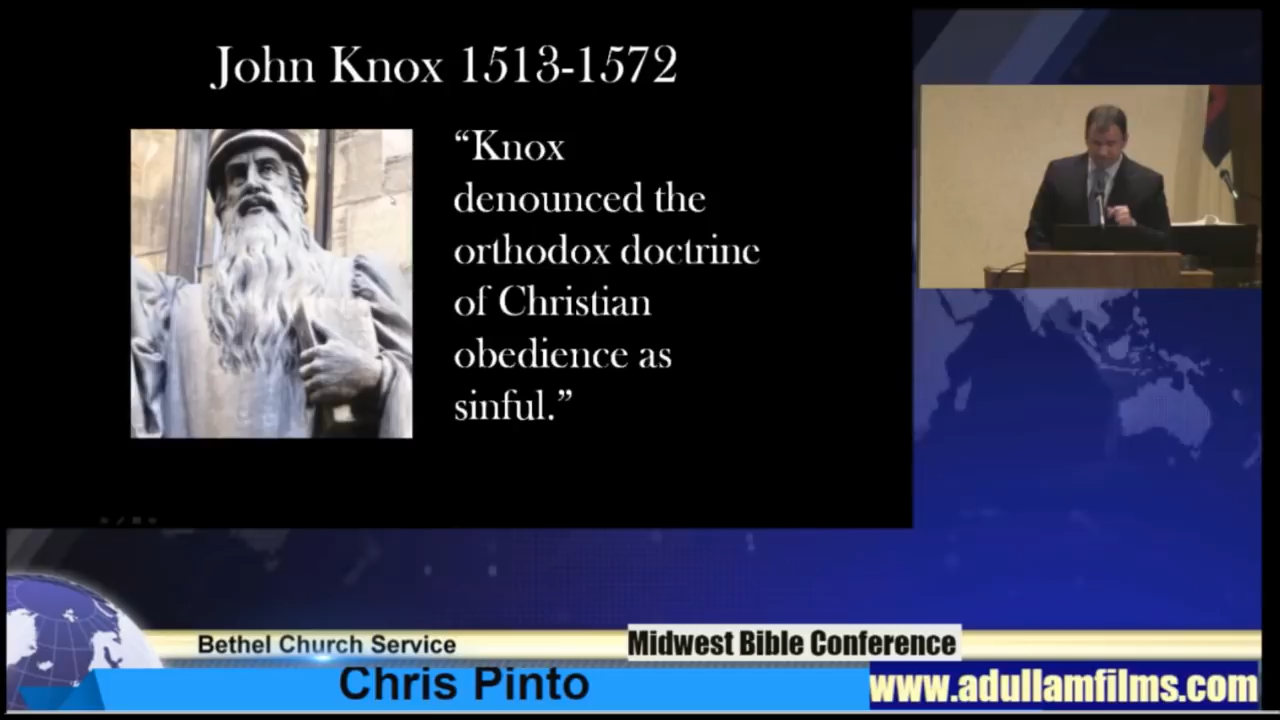 John Knox 1513-1572
“Knox
denounced the
orthodox doctrine
of Christian
obedience as
sinful.”
Bethel Church Service
Midwest Bible Conference
Chris Pinto
www.adullamfilms.com